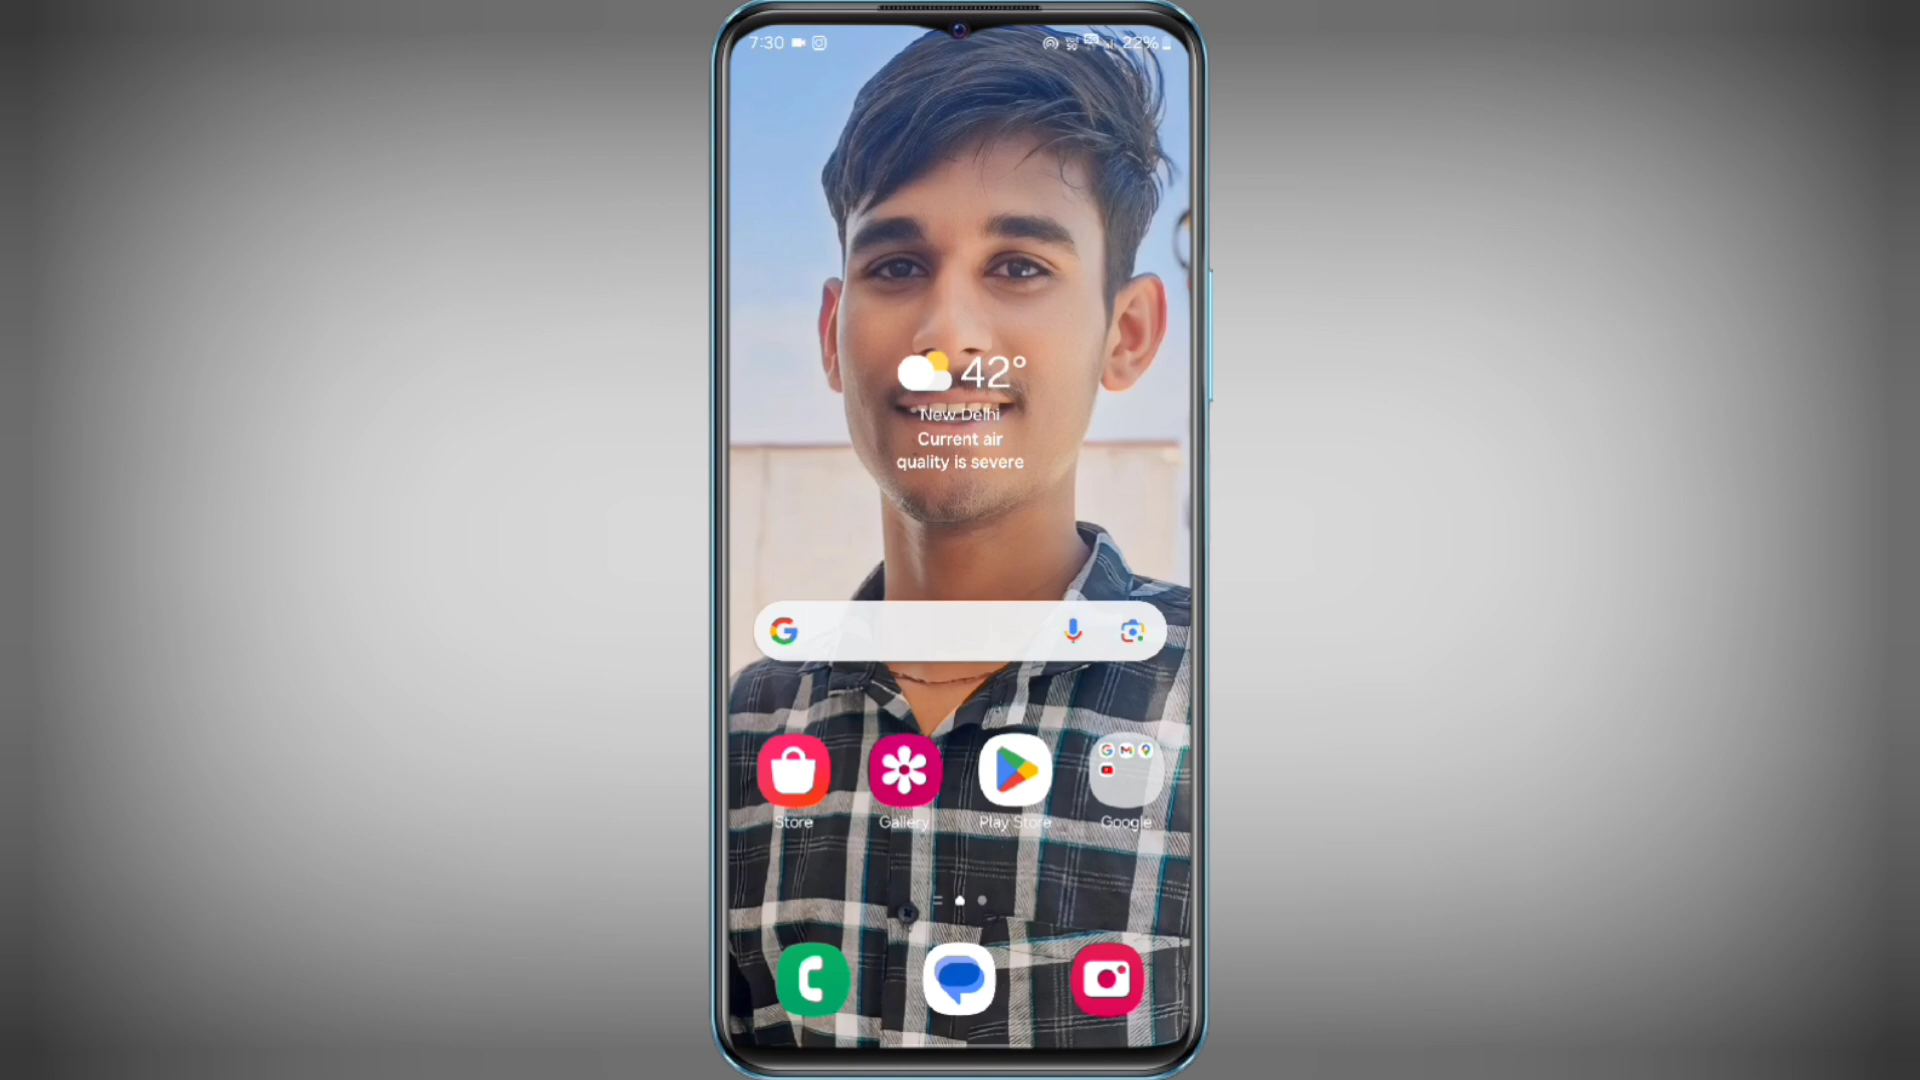 7:30
22%
42°
New Delhi
Current air
quality is severe
Store
Gallery
Play Store
Google